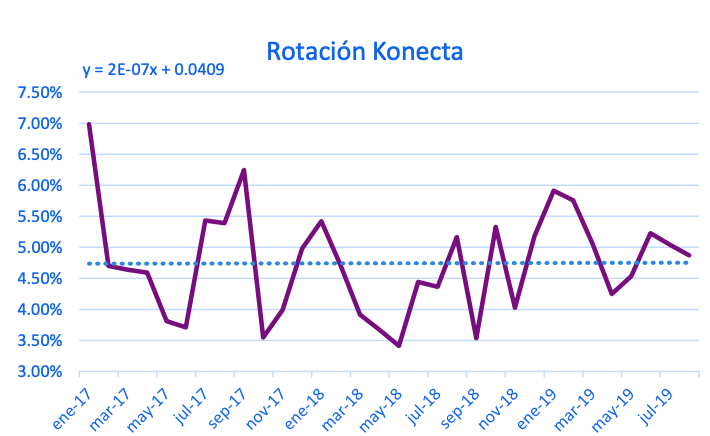 Rotación Konecta
y = 2E-07x + 0.0409
7.50%
7.00%
6.50%
6.00%
5.50%
5.00%
4.50%
4.00%
3.50%
3.00%
ene-17
mar-17
may-17
jul-17
sep-17
nov-17
ene-18
mar-18
may-18
jul-18
sep-18
nov-18
ene-19
mar-19
may-19
jul-19